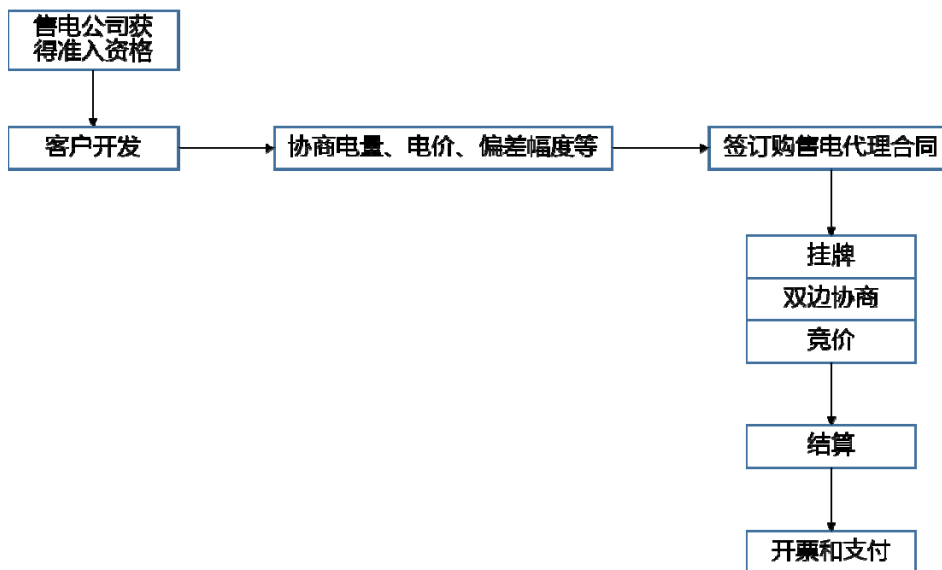 售电公司获
得准入资格
客户开发
协商电量、电价、偏差幅度等
签订购售电代理合同
挂牌
双边协商
竞价
结算
开票和支付